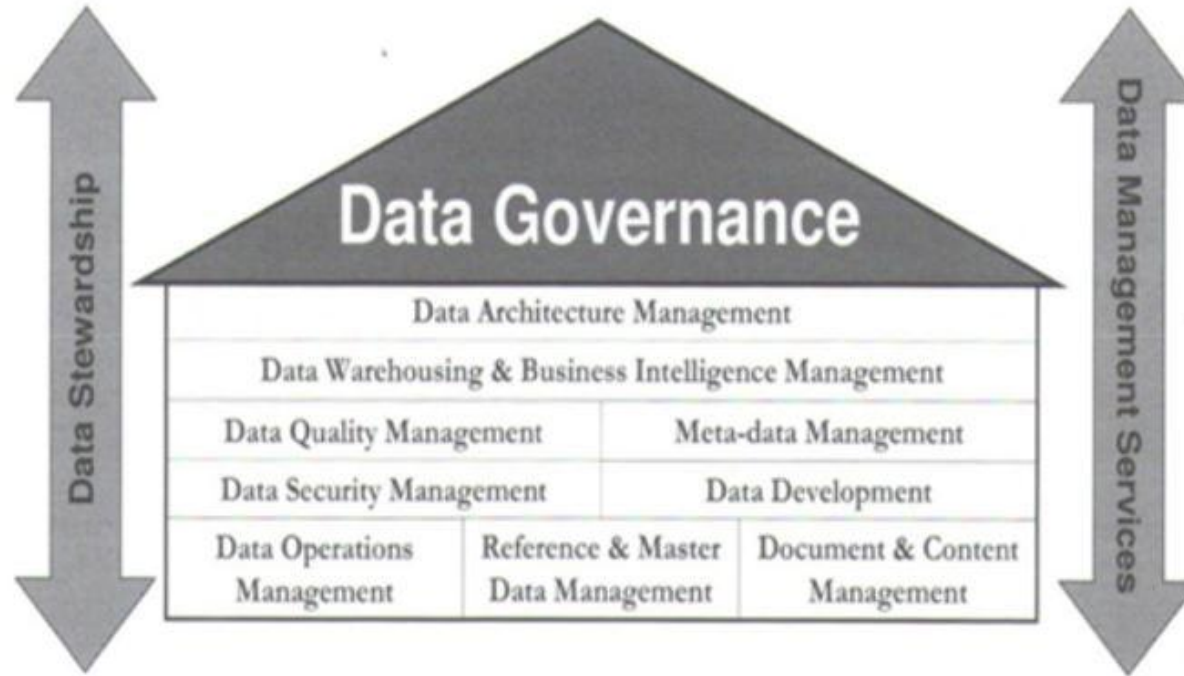 Data Stewardship
Data Governance
Data Architecture Management
Data Warehousing & Business Intelligence Management
Data Quality Management
Meta-data Management
Data Security Management
Data Development
Data Operations
Management
Reference & Master
Data Management
Document & Content
Management
Data Management Services